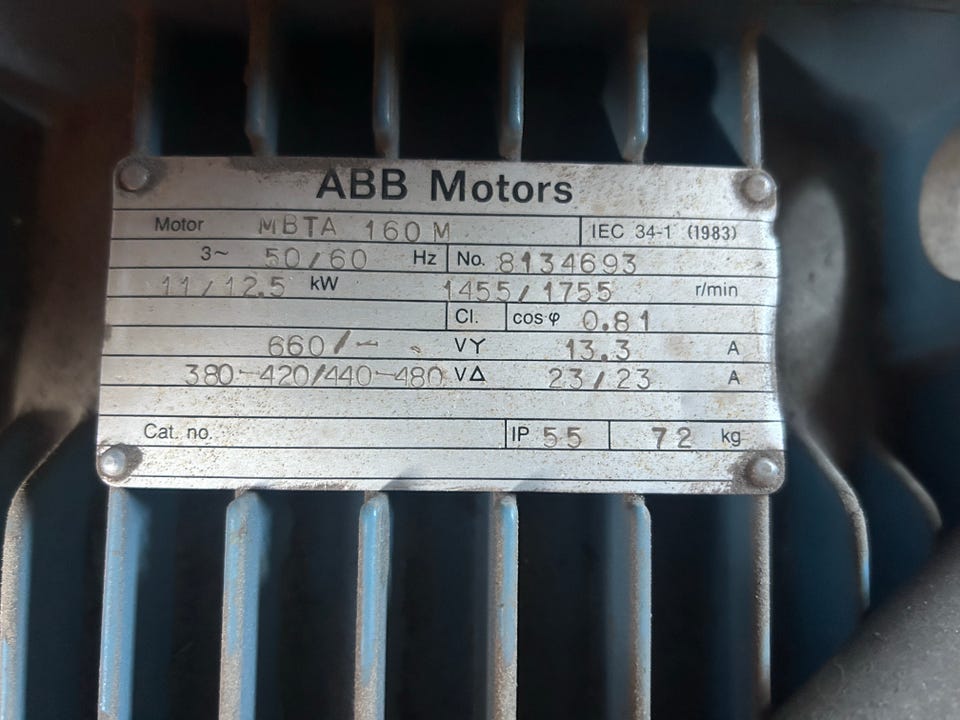 ABB Motors
Motor MBTA 160 M IEC 34-1 (1983)
3~ 50/60 Hz No. 8134693
11/12.5 kW 1455/1755 r/min
Cl. cos φ 0.81
660/- VY 13.3 A
380-420/440-480 VΔ 23/23 A
Cat. no. IP 55 72 kg